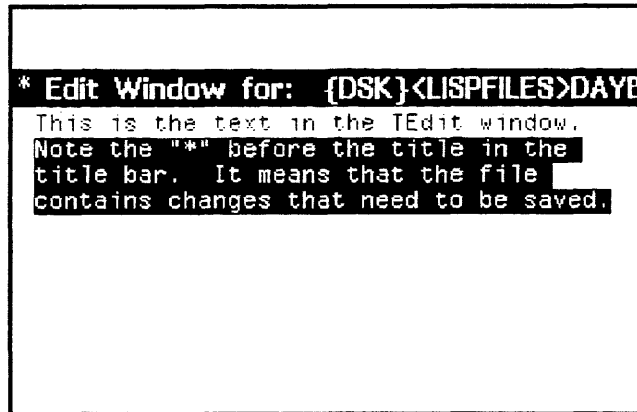 * Edit Window for: {DSK}<LISPFILES>DAYB
This is the text in the TEdit window.
Note the "*" before the title in the
title bar. It means that the file
contains changes that need to be saved.